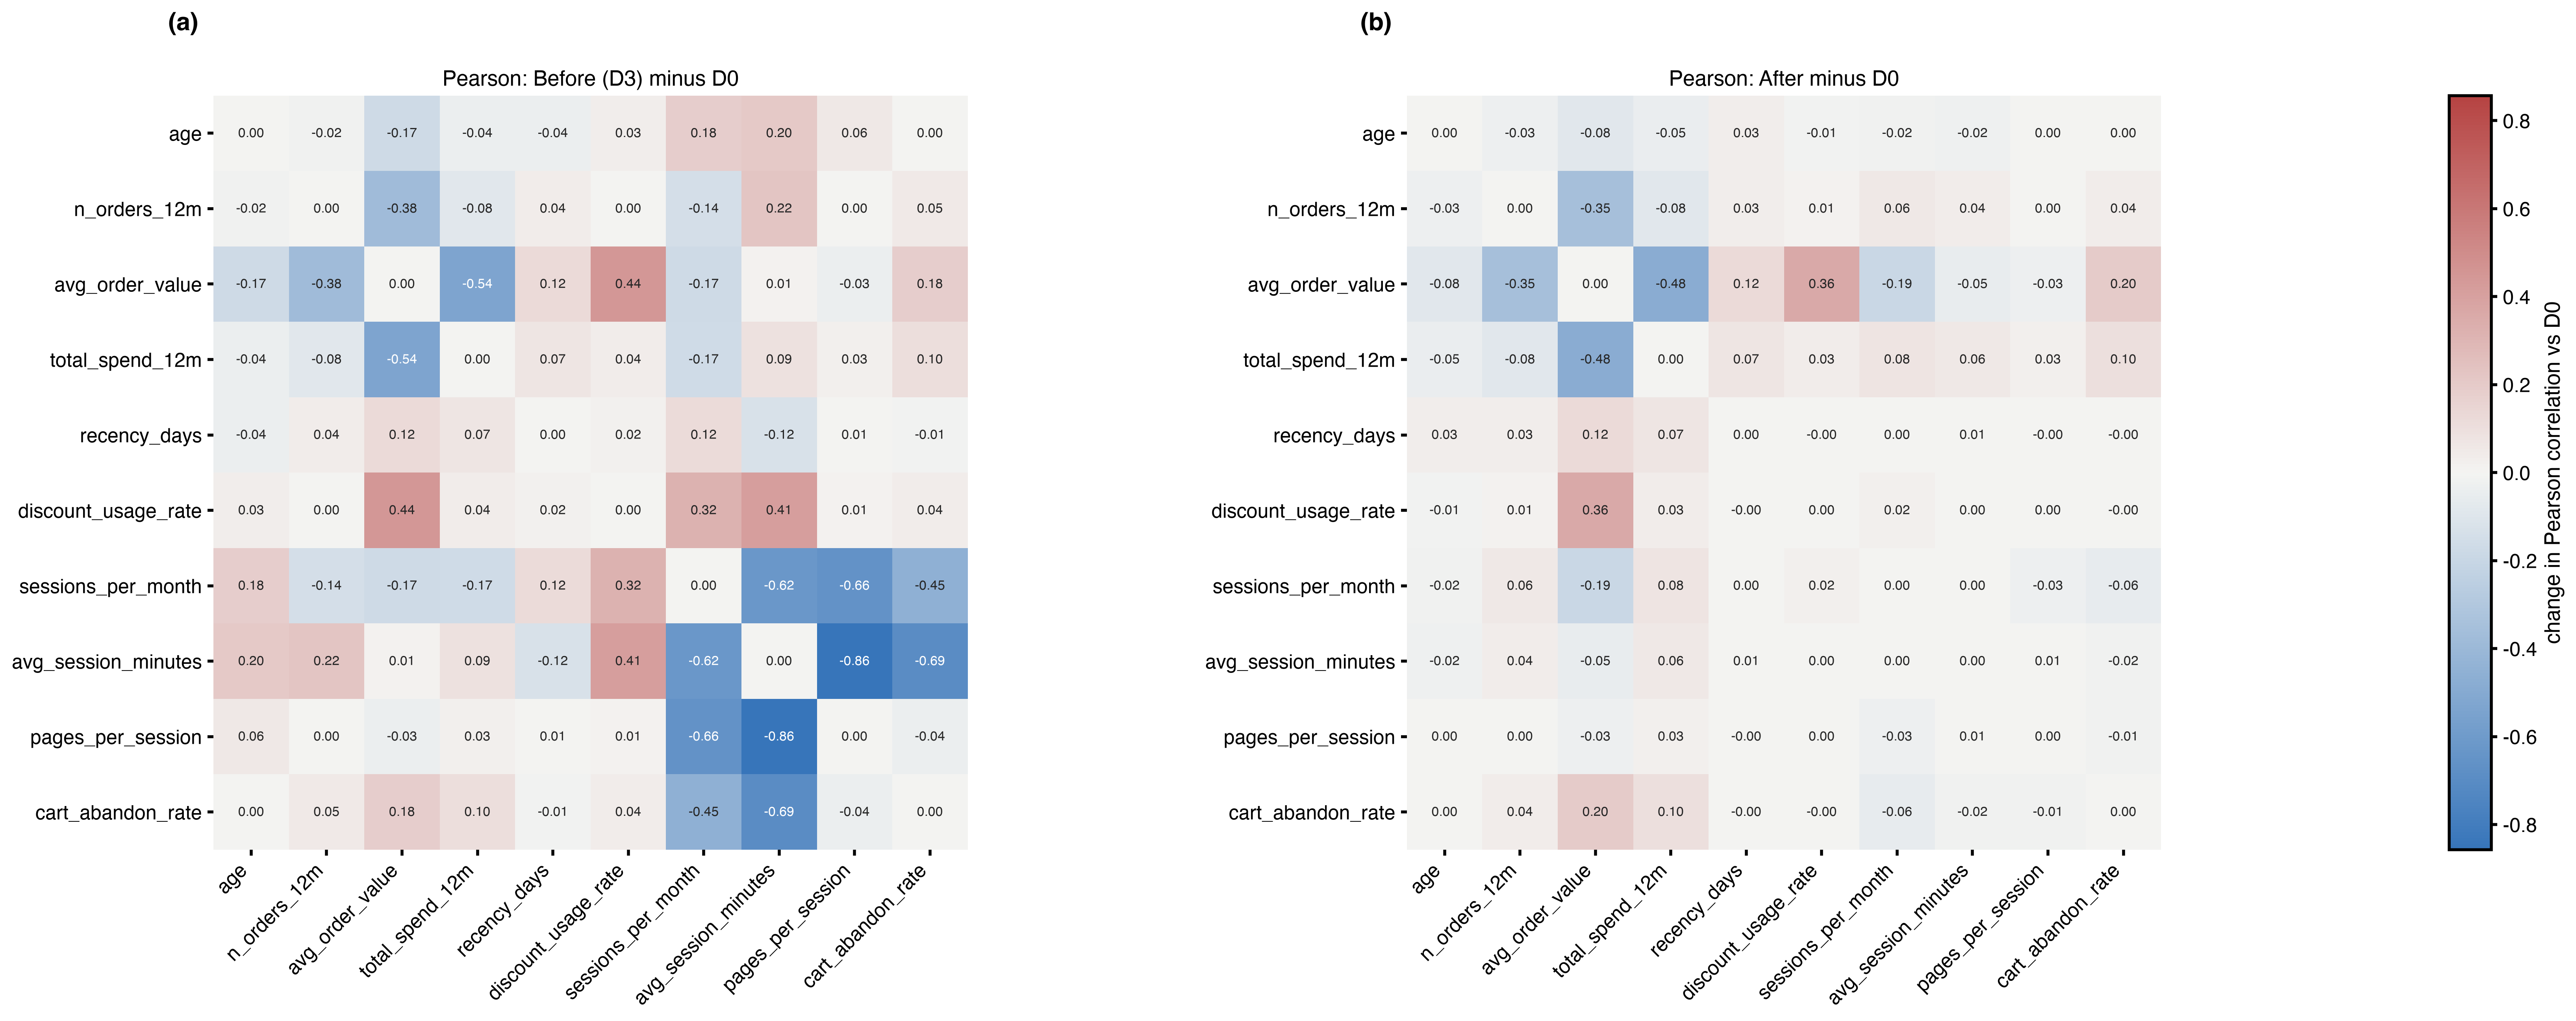 (a)
Pearson: Before (D3) minus D0
age 0.00 -0.02 -0.17 -0.04 -0.04 0.03 0.18 0.20 0.06 0.00
n_orders_12m -0.02 0.00 -0.38 -0.08 0.04 0.00 -0.14 0.22 0.00 0.05
avg_order_value -0.17 -0.38 0.00 -0.54 0.12 0.44 -0.17 0.01 -0.03 0.18
total_spend_12m -0.04 -0.08 -0.54 0.00 0.07 0.04 -0.17 0.09 0.03 0.10
recency_days -0.04 0.04 0.12 0.07 0.00 0.02 0.12 -0.12 0.01 -0.01
discount_usage_rate 0.03 0.00 0.44 0.04 0.02 0.00 0.32 0.41 0.01 0.04
sessions_per_month 0.18 -0.14 -0.17 -0.17 0.12 0.32 0.00 -0.62 -0.66 -0.45
avg_session_minutes 0.20 0.22 0.01 0.09 -0.12 0.41 -0.62 0.00 -0.86 -0.69
pages_per_session 0.06 0.00 -0.03 0.03 0.01 0.01 -0.66 -0.86 0.00 -0.04
cart_abandon_rate 0.00 0.05 0.18 0.10 -0.01 0.04 -0.45 -0.69 -0.04 0.00
age
n_orders_12m
avg_order_value
total_spend_12m
recency_days
discount_usage_rate
sessions_per_month
avg_session_minutes
pages_per_session
cart_abandon_rate
(b)
Pearson: After minus D0
age 0.00 -0.03 -0.08 -0.05 0.03 -0.01 -0.02 -0.02 0.00 0.00
n_orders_12m -0.03 0.00 -0.35 -0.08 0.03 0.01 0.06 0.04 0.00 0.04
avg_order_value -0.08 -0.35 0.00 -0.48 0.12 0.36 -0.19 -0.05 -0.03 0.20
total_spend_12m -0.05 -0.08 -0.48 0.00 0.07 0.03 0.08 0.06 0.03 0.10
recency_days 0.03 0.03 0.12 0.07 0.00 -0.00 0.00 0.01 -0.00 -0.00
discount_usage_rate -0.01 0.01 0.36 0.03 -0.00 0.00 0.02 0.00 0.00 -0.00
sessions_per_month -0.02 0.06 -0.19 0.08 0.00 0.02 0.00 0.00 -0.03 -0.06
avg_session_minutes -0.02 0.04 -0.05 0.06 0.01 0.00 0.00 0.00 0.01 -0.02
pages_per_session 0.00 0.00 -0.03 0.03 -0.00 0.00 -0.03 0.01 0.00 -0.01
cart_abandon_rate 0.00 0.04 0.20 0.10 -0.00 -0.00 -0.06 -0.02 -0.01 0.00
age
n_orders_12m
avg_order_value
total_spend_12m
recency_days
discount_usage_rate
sessions_per_month
avg_session_minutes
pages_per_session
cart_abandon_rate
0.8
0.6
0.4
0.2
0.0
-0.2
-0.4
-0.6
-0.8
change in Pearson correlation vs D0